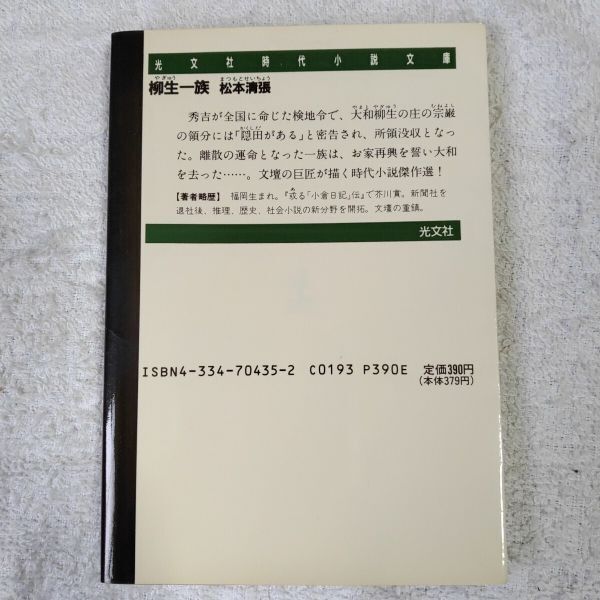 光文社時代小説文庫
柳生一族 松本清張
秀吉が全国に命じた検地令で、大和柳生の庄の宗巌
の領分には「隠田がある」と密告され、所領没収となっ
た。離散の運命となった一族は、お家再興を誓い大和
を去った……。文壇の巨匠が描く時代小説傑作選!
【著者略歴】 福岡生まれ。『或る「小倉日記」伝』で芥川賞。新聞社を
退社後、推理、歴史、社会小説の新分野を開拓。文壇の重鎮。
光文社
ISBN4-334-70435-2 C0193 P390E 定価390円
(本体379円)